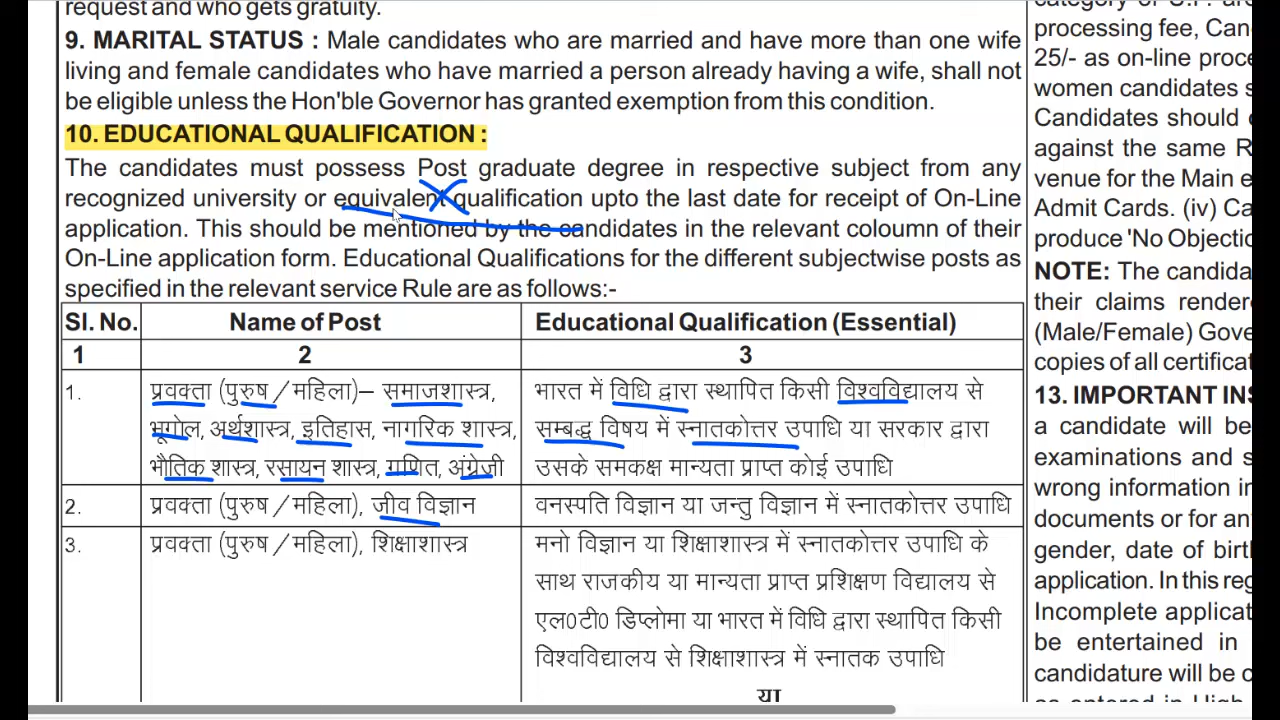 request and who gets gratuity.
9. MARITAL STATUS : Male candidates who are married and have more than one wife
living and female candidates who have married a person already having a wife, shall not
be eligible unless the Hon'ble Governor has granted exemption from this condition.
10. EDUCATIONAL QUALIFICATION :
The candidates must possess Post graduate degree in respective subject from any
recognized university or equivalent qualification upto the last date for receipt of On-Line
application. This should be mentioned by the candidates in the relevant coloumn of their
On-Line application form. Educational Qualifications for the different subjectwise posts as
specified in the relevant service Rule are as follows:-
Sl. No. Name of Post Educational Qualification (Essential)
1 2 3
1. प्रवक्ता (पुरुष/महिला)– समाजशास्त्र, भारत में विधि द्वारा स्थापित किसी विश्वविद्यालय से
भूगोल, अर्थशास्त्र, इतिहास, नागरिक शास्त्र, सम्बद्ध विषय में स्नातकोत्तर उपाधि या सरकार द्वारा
भौतिक शास्त्र, रसायन शास्त्र, गणित, अंग्रेजी उसके समकक्ष मान्यता प्राप्त कोई उपाधि
2. प्रवक्ता (पुरुष/महिला), जीव विज्ञान वनस्पति विज्ञान या जन्तु विज्ञान में स्नातकोत्तर उपाधि
3. प्रवक्ता (पुरुष/महिला), शिक्षाशास्त्र मनो विज्ञान या शिक्षाशास्त्र में स्नातकोत्तर उपाधि के
साथ राजकीय या मान्यता प्राप्त प्रशिक्षण विद्यालय से
एल0टी0 डिप्लोमा या भारत में विधि द्वारा स्थापित किसी
विश्वविद्यालय से शिक्षाशास्त्र में स्नातक उपाधि
या
category of U.P. are
processing fee, Can
25/- as on-line proce
women candidates s
Candidates should
against the same R
venue for the Main e
Admit Cards. (iv) Ca
produce 'No Objectio
NOTE: The candida
their claims rendere
(Male/Female) Gove
copies of all certificat
13. IMPORTANT INS
a candidate will be
examinations and s
wrong information in
documents or for an
gender, date of birt
application. In this reg
Incomplete applicat
be entertained in
candidature will be c
as entered in High